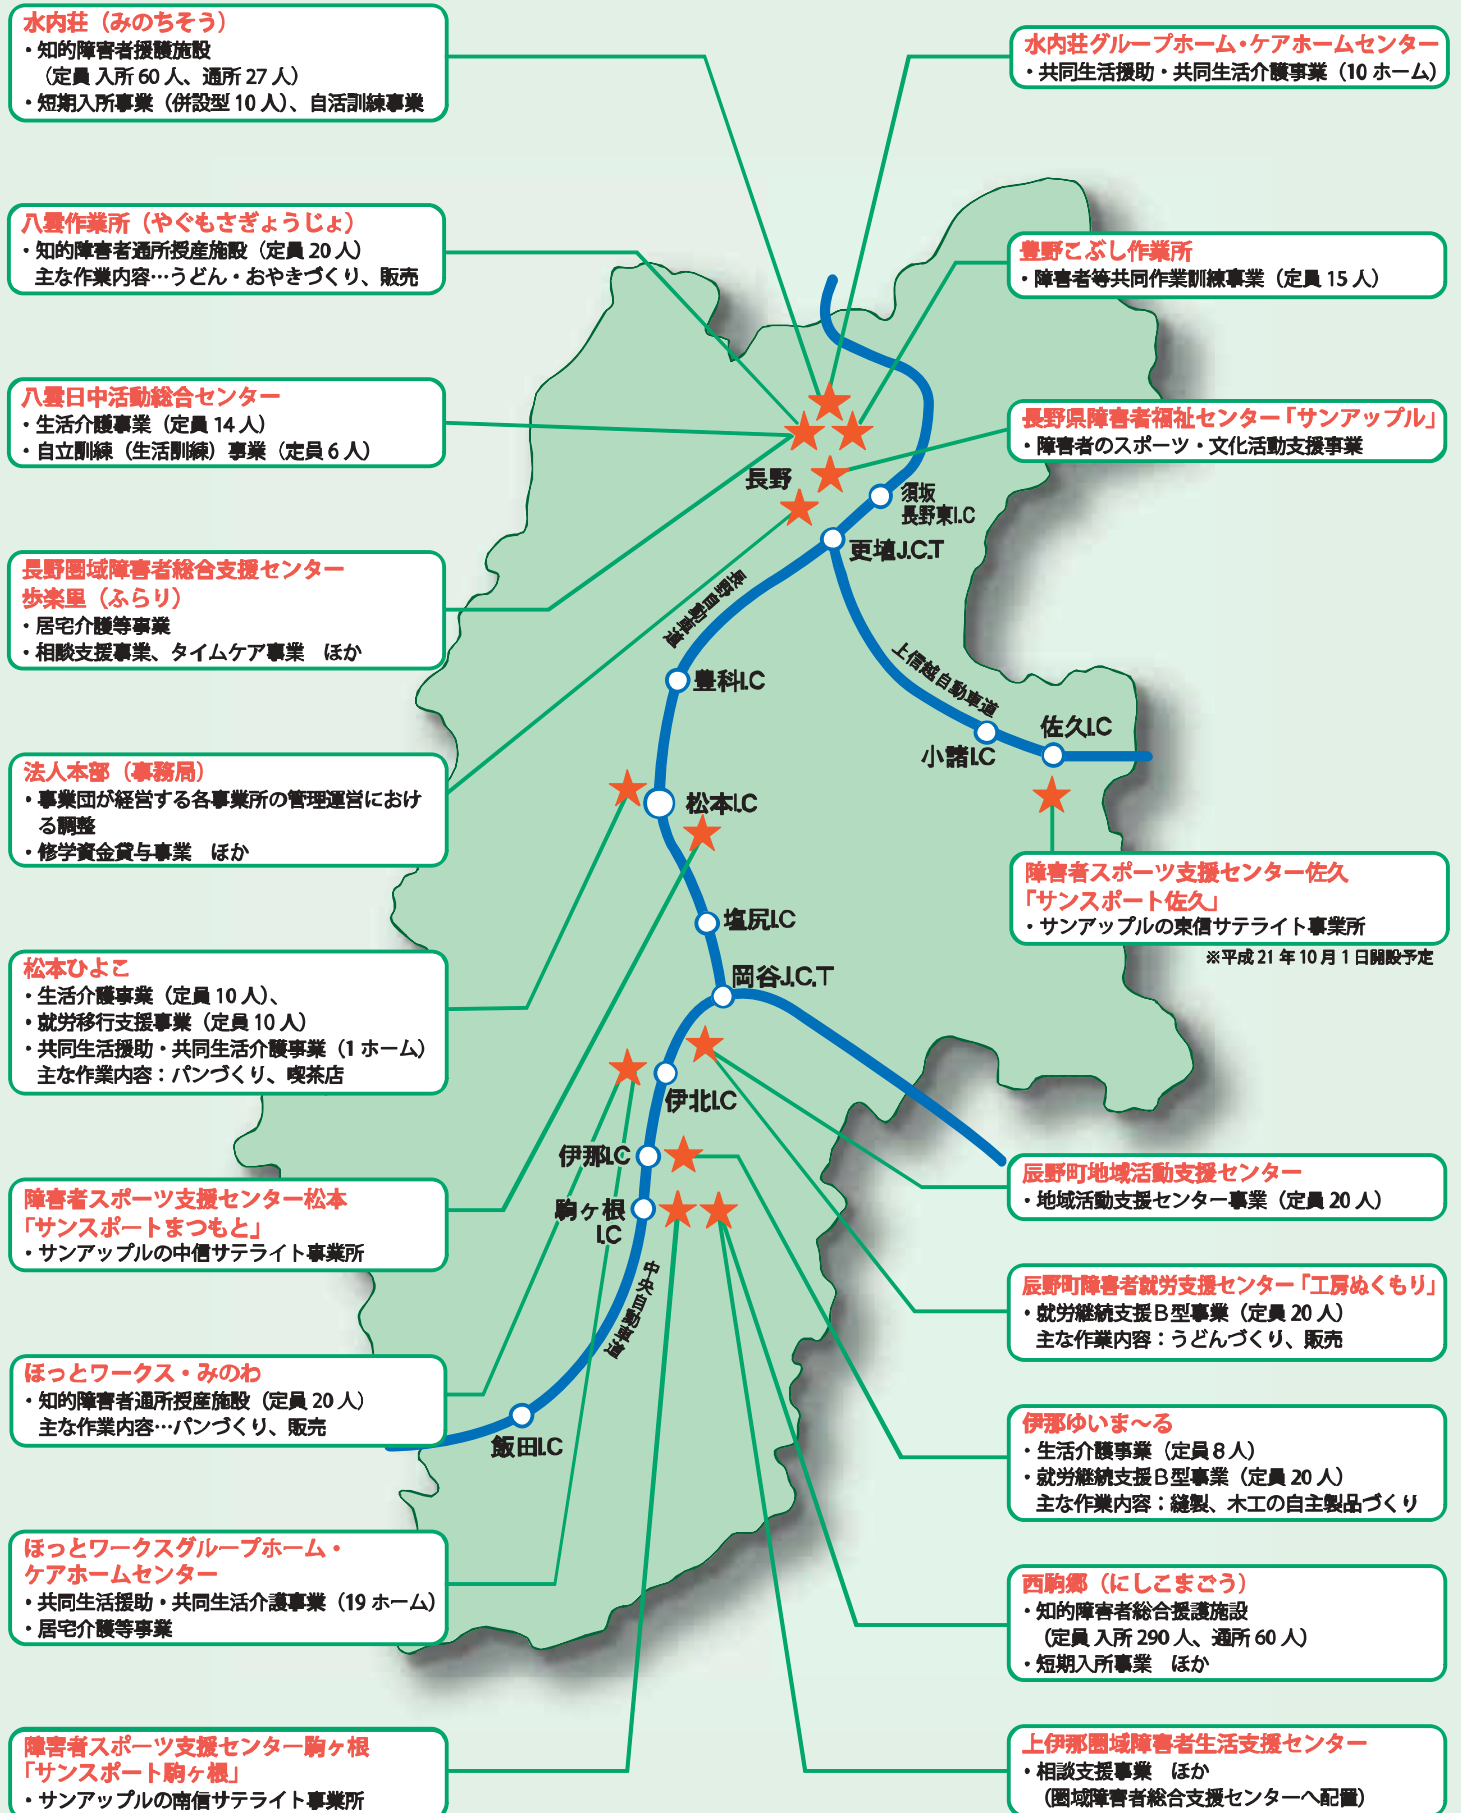 水内荘（みのちそう）
・知的障害者援護施設
（定員 入所 60 人、通所 27 人）
・短期入所事業（併設型 10 人）、自活訓練事業
八雲作業所（やぐもさぎょうじょ）
・知的障害者通所授産施設（定員 20 人）
主な作業内容…うどん・おやきづくり、販売
八雲日中活動総合センター
・生活介護事業（定員 14 人）
・自立訓練（生活訓練）事業（定員 6 人）
長野圏域障害者総合支援センター
歩楽里（ふらり）
・居宅介護等事業
・相談支援事業、タイムケア事業　ほか
法人本部（事務局）
・事業団が経営する各事業所の管理運営におけ
る調整
・修学資金貸与事業　ほか
松本ひよこ
・生活介護事業（定員 10 人）、
・就労移行支援事業（定員 10 人）
・共同生活援助・共同生活介護事業（1 ホーム）
主な作業内容：パンづくり、喫茶店
障害者スポーツ支援センター松本
「サンスポートまつもと」
・サンアップルの中信サテライト事業所
ほっとワークス・みのわ
・知的障害者通所授産施設（定員 20 人）
主な作業内容…パンづくり、販売
ほっとワークスグループホーム・
ケアホームセンター
・共同生活援助・共同生活介護事業（19 ホーム）
・居宅介護等事業
障害者スポーツ支援センター駒ヶ根
「サンスポート駒ヶ根」
・サンアップルの南信サテライト事業所
長野
須坂
長野東I.C
更埴J.C.T
長野自動車道
上信越自動車道
豊科I.C
佐久I.C
小諸I.C
松本I.C
塩尻I.C
岡谷J.C.T
伊北I.C
伊那I.C
駒ヶ根
I.C
中央自動車道
飯田I.C
水内荘グループホーム・ケアホームセンター
・共同生活援助・共同生活介護事業（10 ホーム）
豊野こぶし作業所
・障害者等共同作業訓練事業（定員 15 人）
長野県障害者福祉センター「サンアップル」
・障害者のスポーツ・文化活動支援事業
障害者スポーツ支援センター佐久
「サンスポート佐久」
・サンアップルの東信サテライト事業所
※平成 21 年 10 月 1 日開設予定
辰野町地域活動支援センター
・地域活動支援センター事業（定員 20 人）
辰野町障害者就労支援センター「工房ぬくもり」
・就労継続支援Ｂ型事業（定員 20 人）
主な作業内容：うどんづくり、販売
伊那ゆいま〜る
・生活介護事業（定員８人）
・就労継続支援Ｂ型事業（定員 20 人）
主な作業内容：縫製、木工の自主製品づくり
西駒郷（にしこまごう）
・知的障害者総合援護施設
（定員 入所 290 人、通所 60 人）
・短期入所事業　ほか
上伊那圏域障害者生活支援センター
・相談支援事業　ほか
（圏域障害者総合支援センターへ配置）